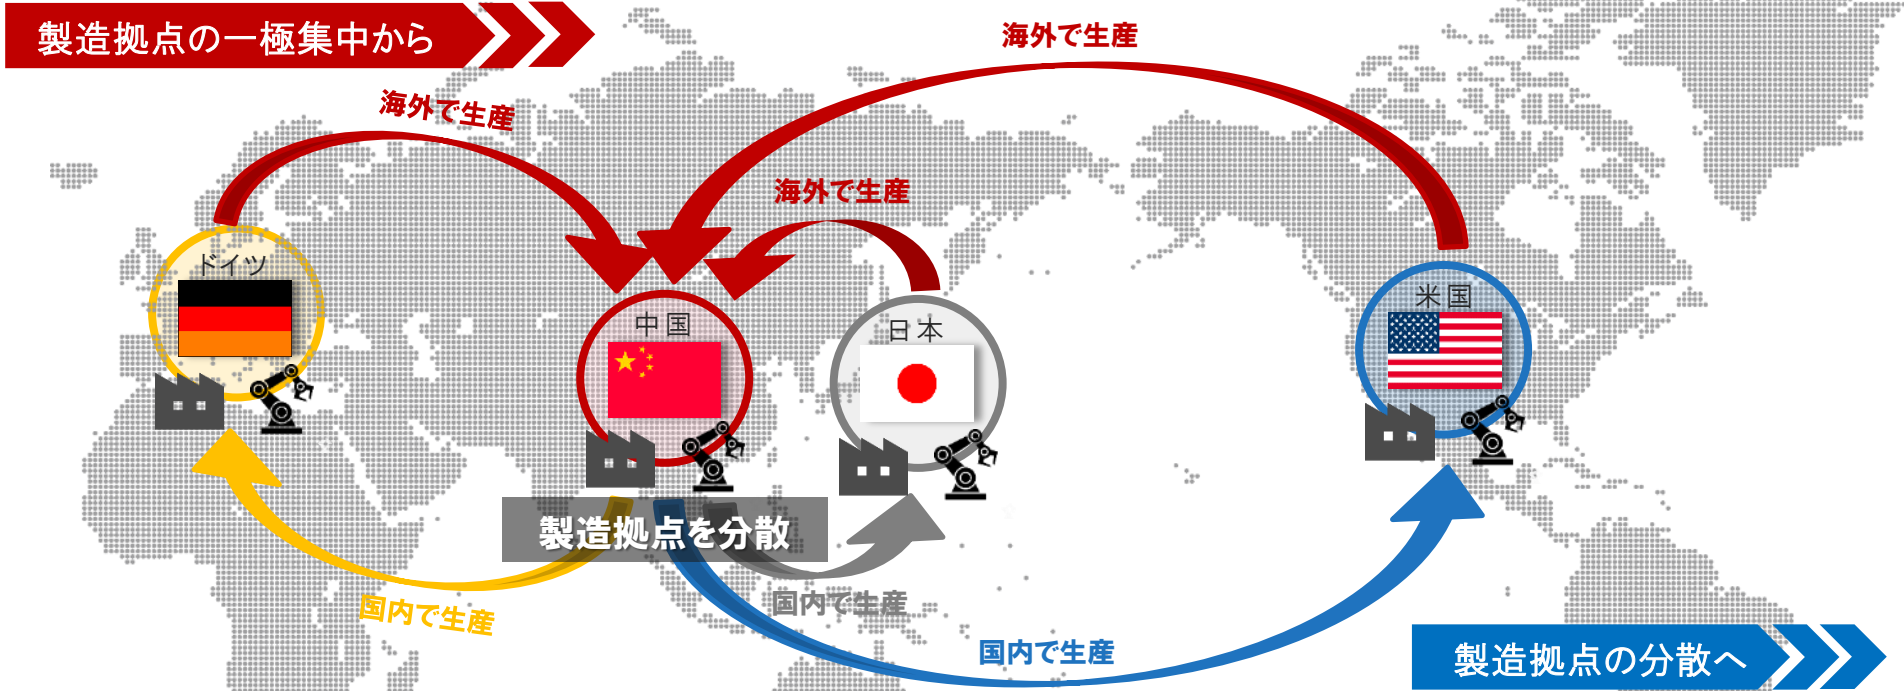 製造拠点の一極集中から
海外で生産
海外で生産
海外で生産
ドイツ
中国
日本
米国
製造拠点を分散
国内で生産
国内で生産
国内で生産
製造拠点の分散へ